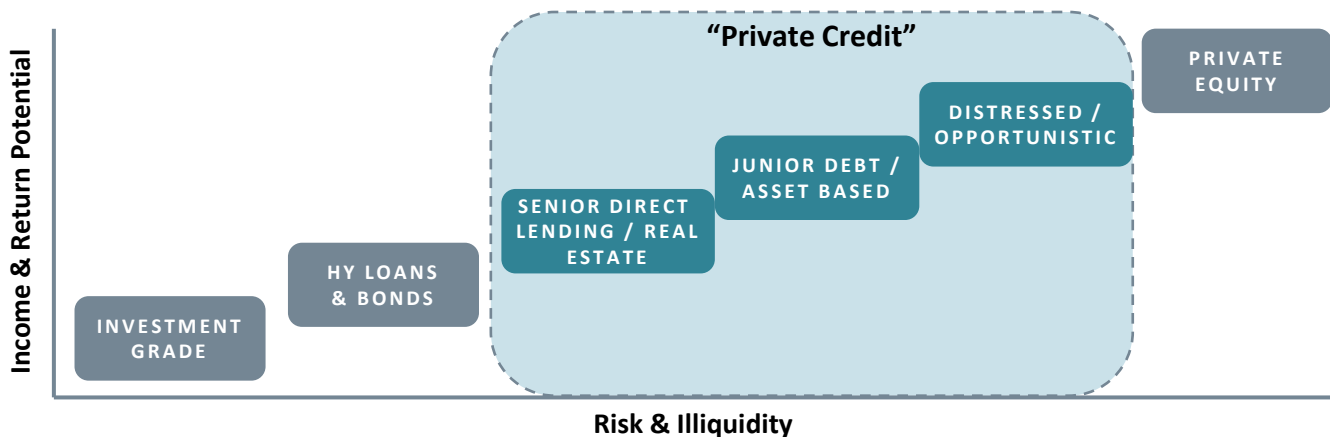 “Private Credit”
PRIVATE
EQUITY
DISTRESSED /
OPPORTUNISTIC
JUNIOR DEBT /
ASSET BASED
SENIOR DIRECT
LENDING / REAL
ESTATE
HY LOANS
& BONDS
INVESTMENT
GRADE
Income & Return Potential
Risk & Illiquidity